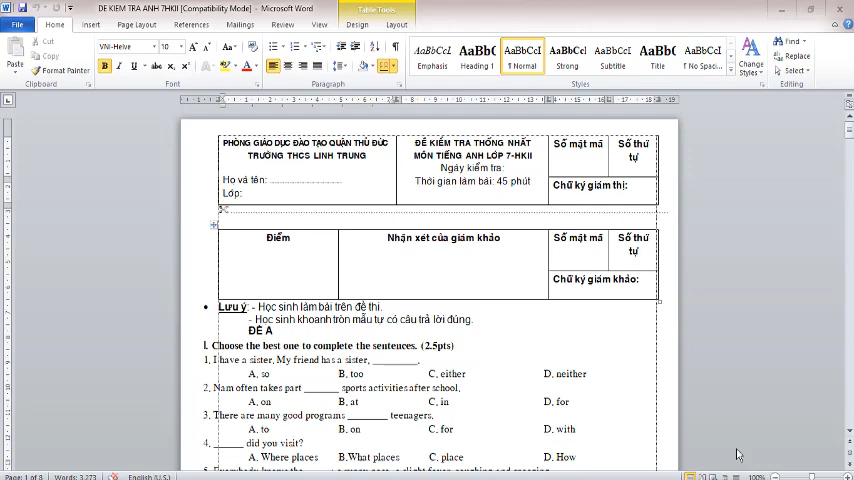 DE KIEM TRA ANH 7HKII [Compatibility Mode] - Microsoft Word
Table Tools
File Home Insert Page Layout References Mailings Review View Design Layout
Paste
Cut
Copy
Format Painter
Clipboard
VNI-Helve 10
Font
Paragraph
AaBbCcI AaBbC AaBbCcI AaBbCc AaBbCcI AaBbC AaBbCcI
Emphasis Heading 1 ¶ Normal Strong Subtitle Title ¶ No Spaci...
Styles
Change
Styles
Find
Replace
Select
Editing
PHÒNG GIÁO DỤC ĐÀO TẠO QUẬN THỦ ĐỨC
TRƯỜNG THCS LINH TRUNG
Họ và tên: ............................
Lớp:
ĐỀ KIỂM TRA THỐNG NHẤT
MÔN TIẾNG ANH LỚP 7-HKII
Ngày kiểm tra:
Thời gian làm bài: 45 phút
Số mật mã
Số thứ
tự
Chữ ký giám thị:
Điểm
Nhận xét của giám khảo
Số mật mã
Số thứ
tự
Chữ ký giám khảo:
Lưu ý: - Học sinh làm bài trên đề thi.
- Học sinh khoanh tròn mẫu tự có câu trả lời đúng.
ĐỀ A
I. Choose the best one to complete the sentences. (2.5pts)
1. I have a sister. My friend has a sister, ________.
A. so B. too C. either D. neither
2. Nam often takes part ______ sports activities after school.
A. on B. at C. in D. for
3. There are many good programs _______ teenagers.
A. to B. on C. for D. with
4. _____ did you visit?
A. Where places B.What places C. place D. How
Page: 1 of 8 Words: 3,273 English (U.S.) 100%